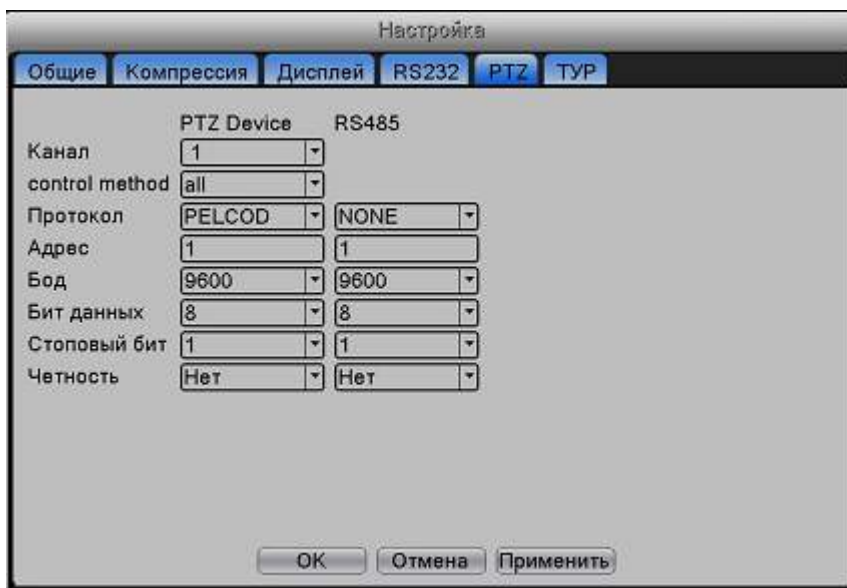 Настройка
Общие Компрессия Дисплей RS232 PTZ ТУР
PTZ Device RS485
Канал 1
control method all
Протокол PELCOD NONE
Адрес 1 1
Бод 9600 9600
Бит данных 8 8
Стоповый бит 1 1
Четность Нет Нет
OK Отмена Применить